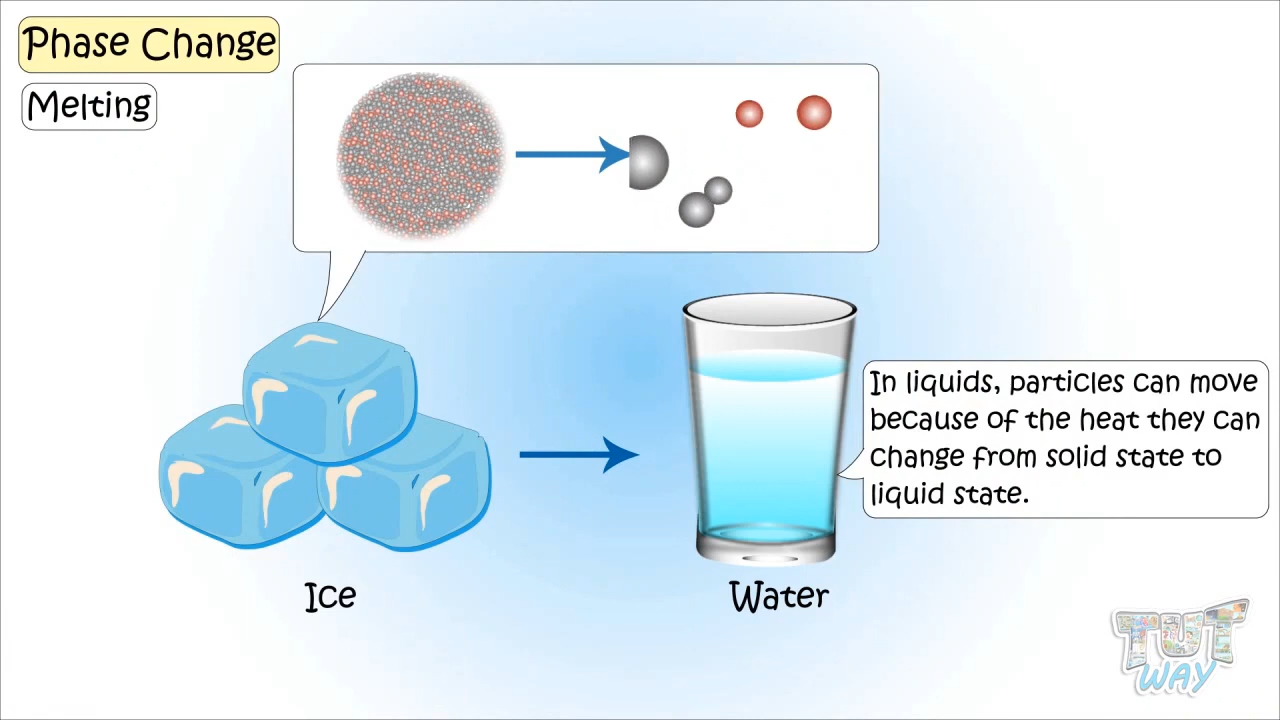 Phase Change
Melting
In liquids, particles can move
because of the heat they can
change from solid state to
liquid state.
Ice
Water
TUT
WAY